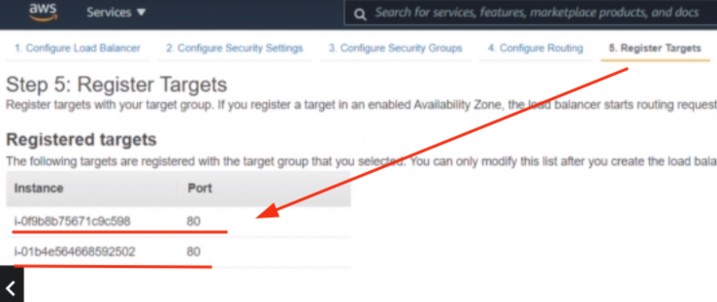 aws
Services
Search for services, features, marketplace products, and docs
1. Configure Load Balancer 2. Configure Security Settings 3. Configure Security Groups 4. Configure Routing 5. Register Targets
Step 5: Register Targets
Register targets with your target group. If you register a target in an enabled Availability Zone, the load balancer starts routing request
Registered targets
The following targets are registered with the target group that you selected. You can only modify this list after you create the load bala
Instance Port
i-0f9b8b75671c9c598 80
i-01b4e564668592502 80